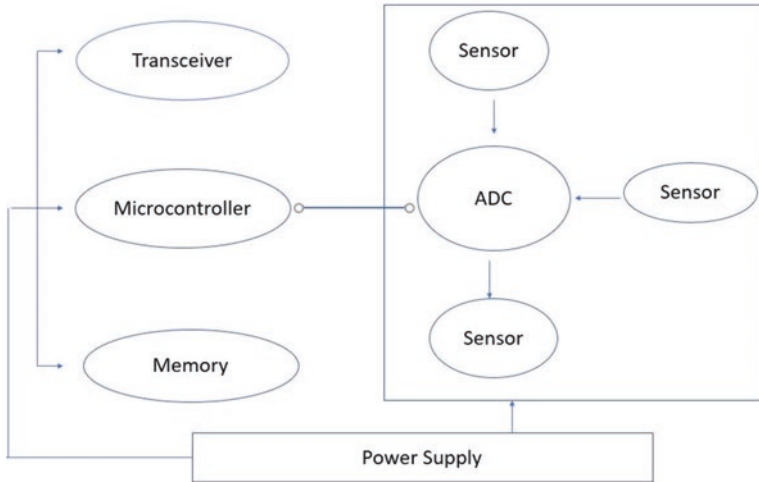 Sensor
Transceiver
Microcontroller
ADC
Sensor
Sensor
Memory
Power Supply